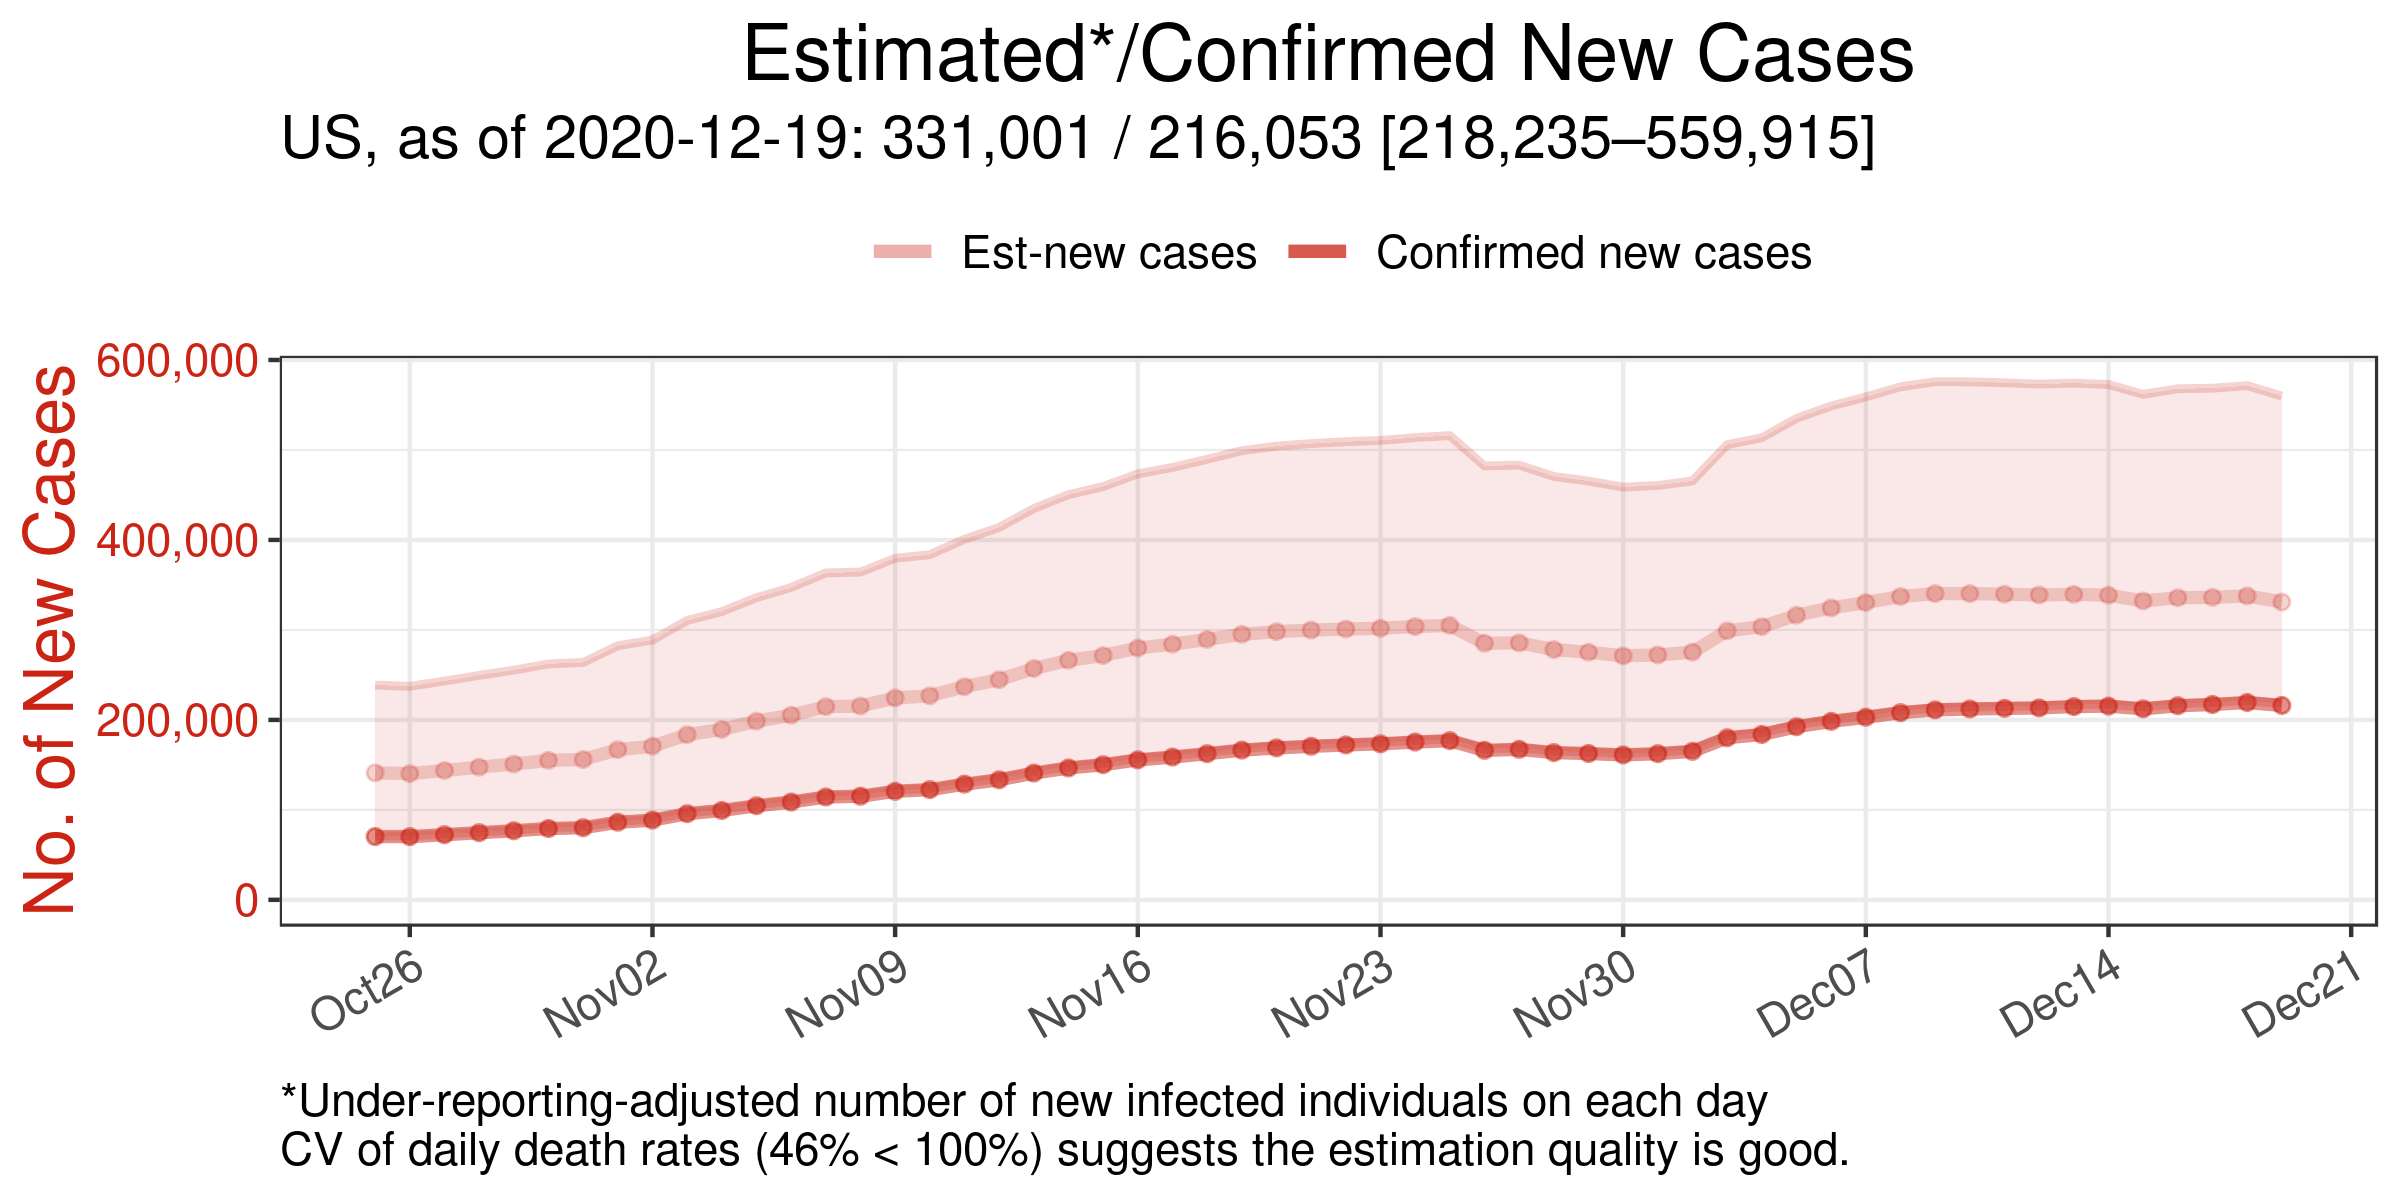 Estimated*/Confirmed New Cases
US, as of 2020-12-19: 331,001 / 216,053 [218,235–559,915]
Est-new cases Confirmed new cases
No. of New Cases
600,000
400,000
200,000
0
Oct26 Nov02 Nov09 Nov16 Nov23 Nov30 Dec07 Dec14 Dec21
*Under-reporting-adjusted number of new infected individuals on each day
CV of daily death rates (46% < 100%) suggests the estimation quality is good.